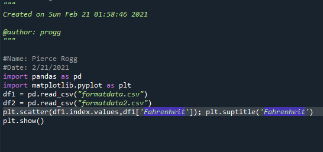 """
Created on Sun Feb 21 01:58:46 2021

@author: progg
"""

#Name: Pierce Rogg
#Date: 2/21/2021
import pandas as pd
import matplotlib.pyplot as plt
df1 = pd.read_csv("formatdata.csv")
df2 = pd.read_csv("formatdata2.csv")
plt.scatter(df1.index.values,df1['Fahrenheit']); plt.suptitle('Fahrenheit')
plt.show()